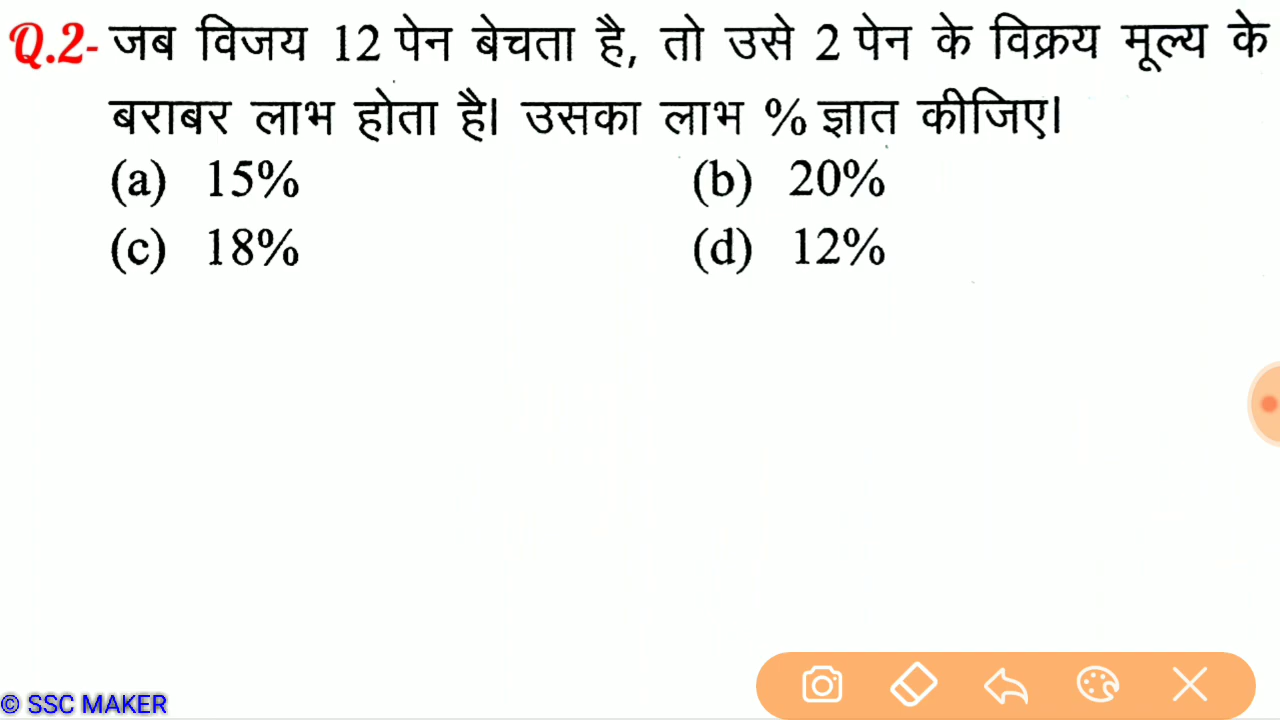 Q.2- जब विजय 12 पेन बेचता है, तो उसे 2 पेन के विक्रय मूल्य के
बराबर लाभ होता है। उसका लाभ % ज्ञात कीजिए।
(a) 15% (b) 20%
(c) 18% (d) 12%
© SSC MAKER